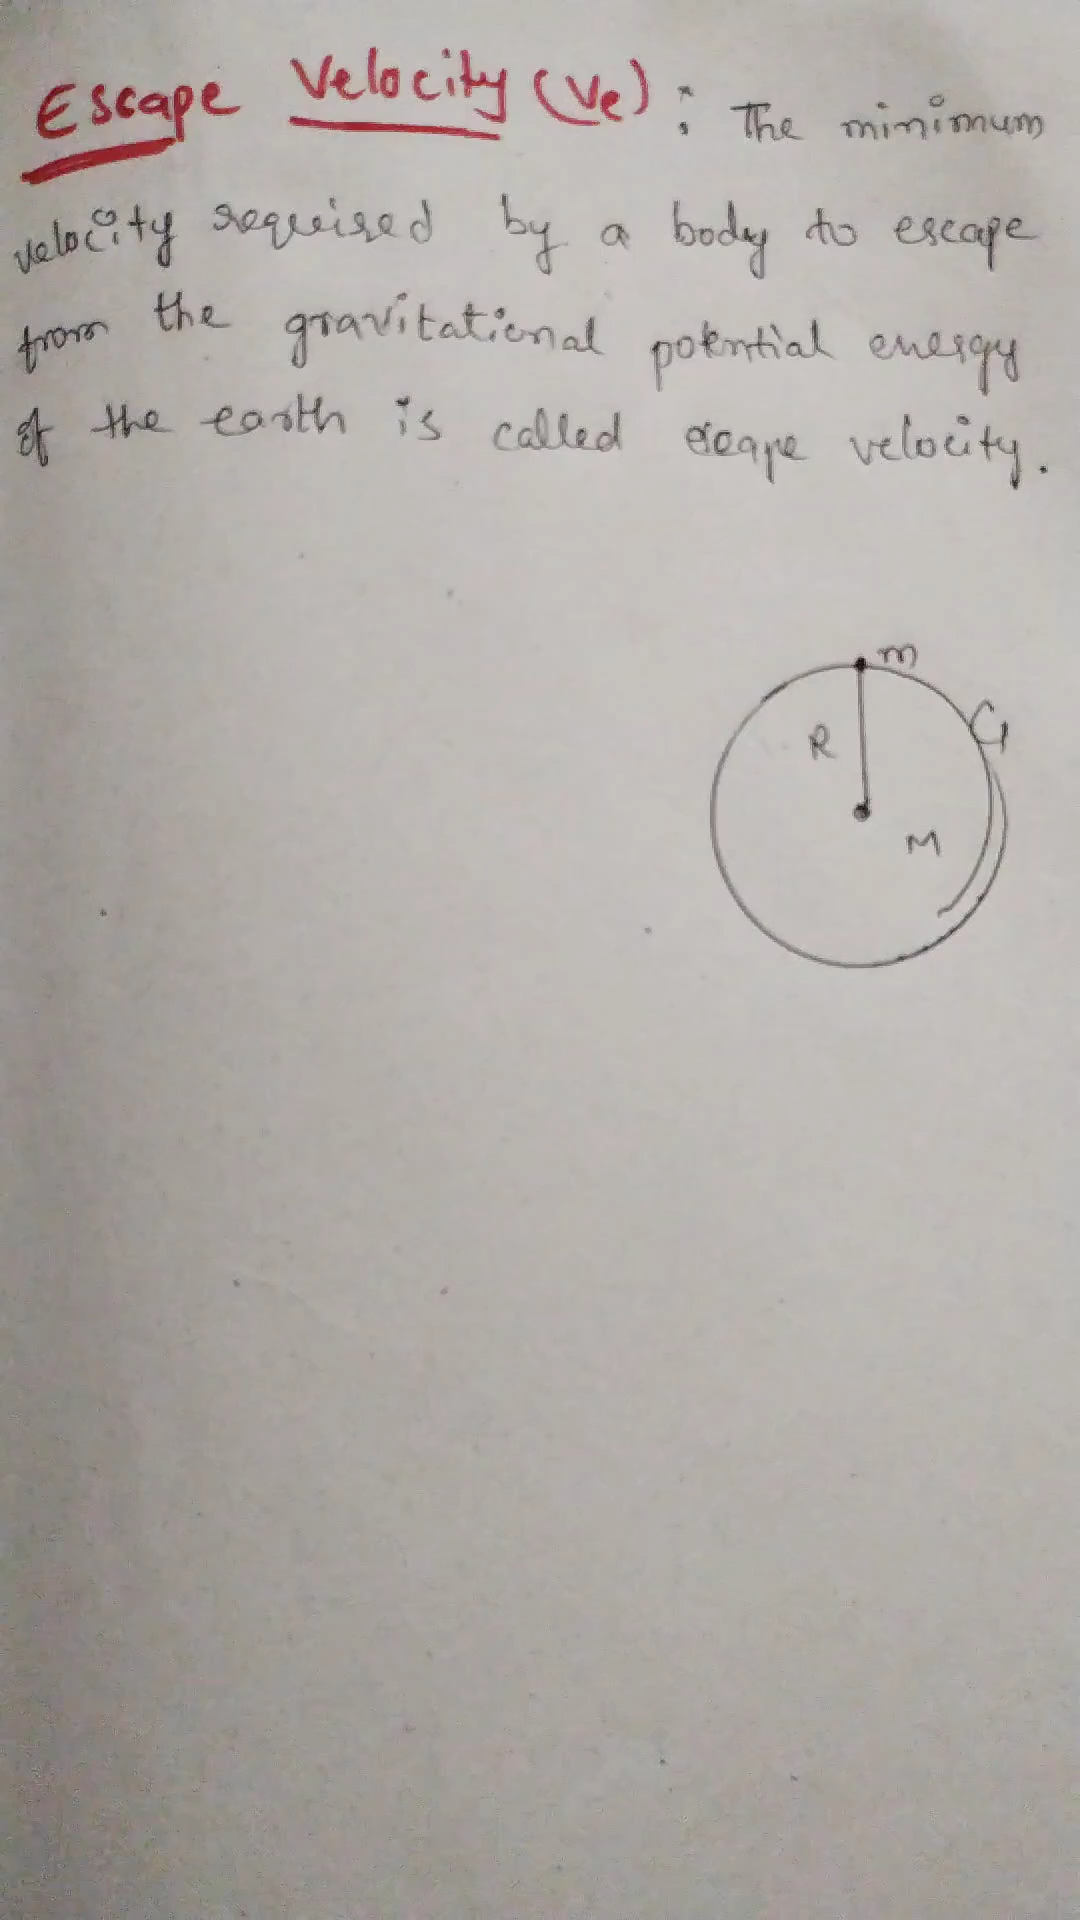 Escape Velocity (Ve) : The minimum
velocity required by a body to escape
from the gravitational potential energy
of the earth is called escape velocity.
m
R
G
M